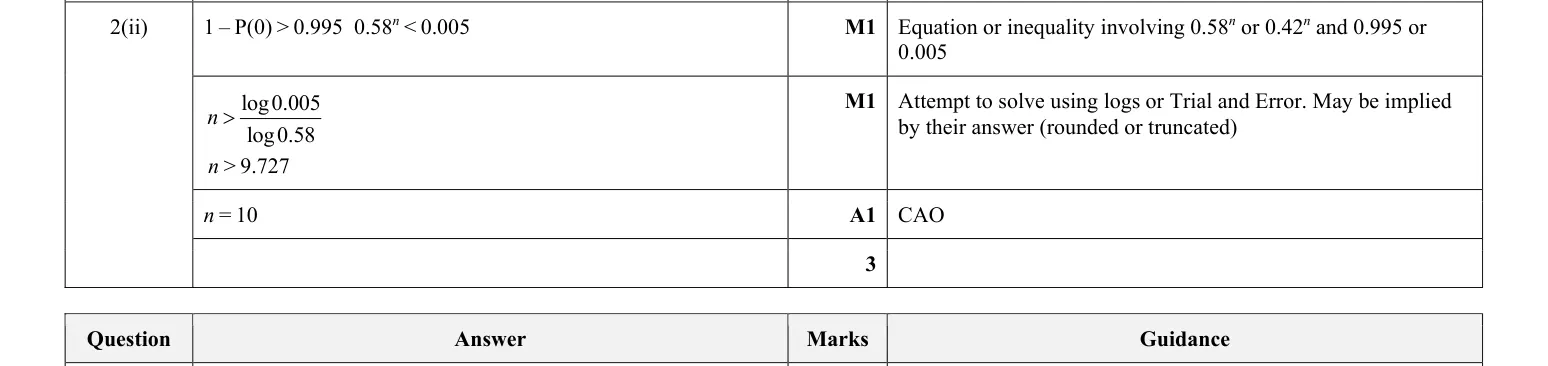 2(ii) 1 – P(0) > 0.995 0.58ⁿ < 0.005 M1 Equation or inequality involving 0.58ⁿ or 0.42ⁿ and 0.995 or
0.005
n > log 0.005 / log 0.58 M1 Attempt to solve using logs or Trial and Error. May be implied
by their answer (rounded or truncated)
n > 9.727
n = 10 A1 CAO
3
Question Answer Marks Guidance